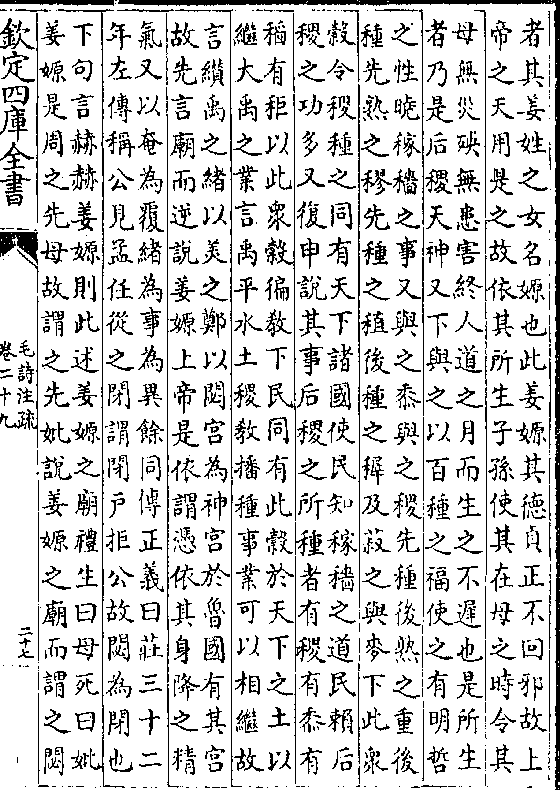 者其姜姓之女名嫄也此姜嫄其德貞正不回邪故上
帝之天用是之故依其所生子孫使其在母之時令其
母無災殃無患害終人道之月而生之不遲也是所生
者乃是后稷天神又下與之以百種之福使之有明哲
之性曉稼穡之事又與之黍與之稷先種後熟之重後
種先熟之穋先種之稙後種之穉及菽之與麥下此衆
穀令稷種之同有天下諸國使民知稼穡之道民賴后
稷之功多又復申說其事后稷之所種者有稷有黍有
稻有秬以此衆穀徧敎下民同有此穀於天下之土以
繼大禹之業言禹平水土稷敎播種事業可以相繼故
言纘禹之緒以美之鄭以閟宮為神宮於魯國有其宮
故先言廟而逆說姜嫄上帝是依謂憑依其身降之精
氣又以奄為覆緒為事為異餘同傳正義曰莊三十二
年左傳稱公見孟任從之閉謂閉戶拒公故閟為閉也
下句言赫赫姜嫄則此述姜嫄之廟禮生曰母死曰妣
姜嫄是周之先母故謂之先妣說姜嫄之廟而謂之閟
欽定四庫全書
毛詩注疏
卷二十九
二十七